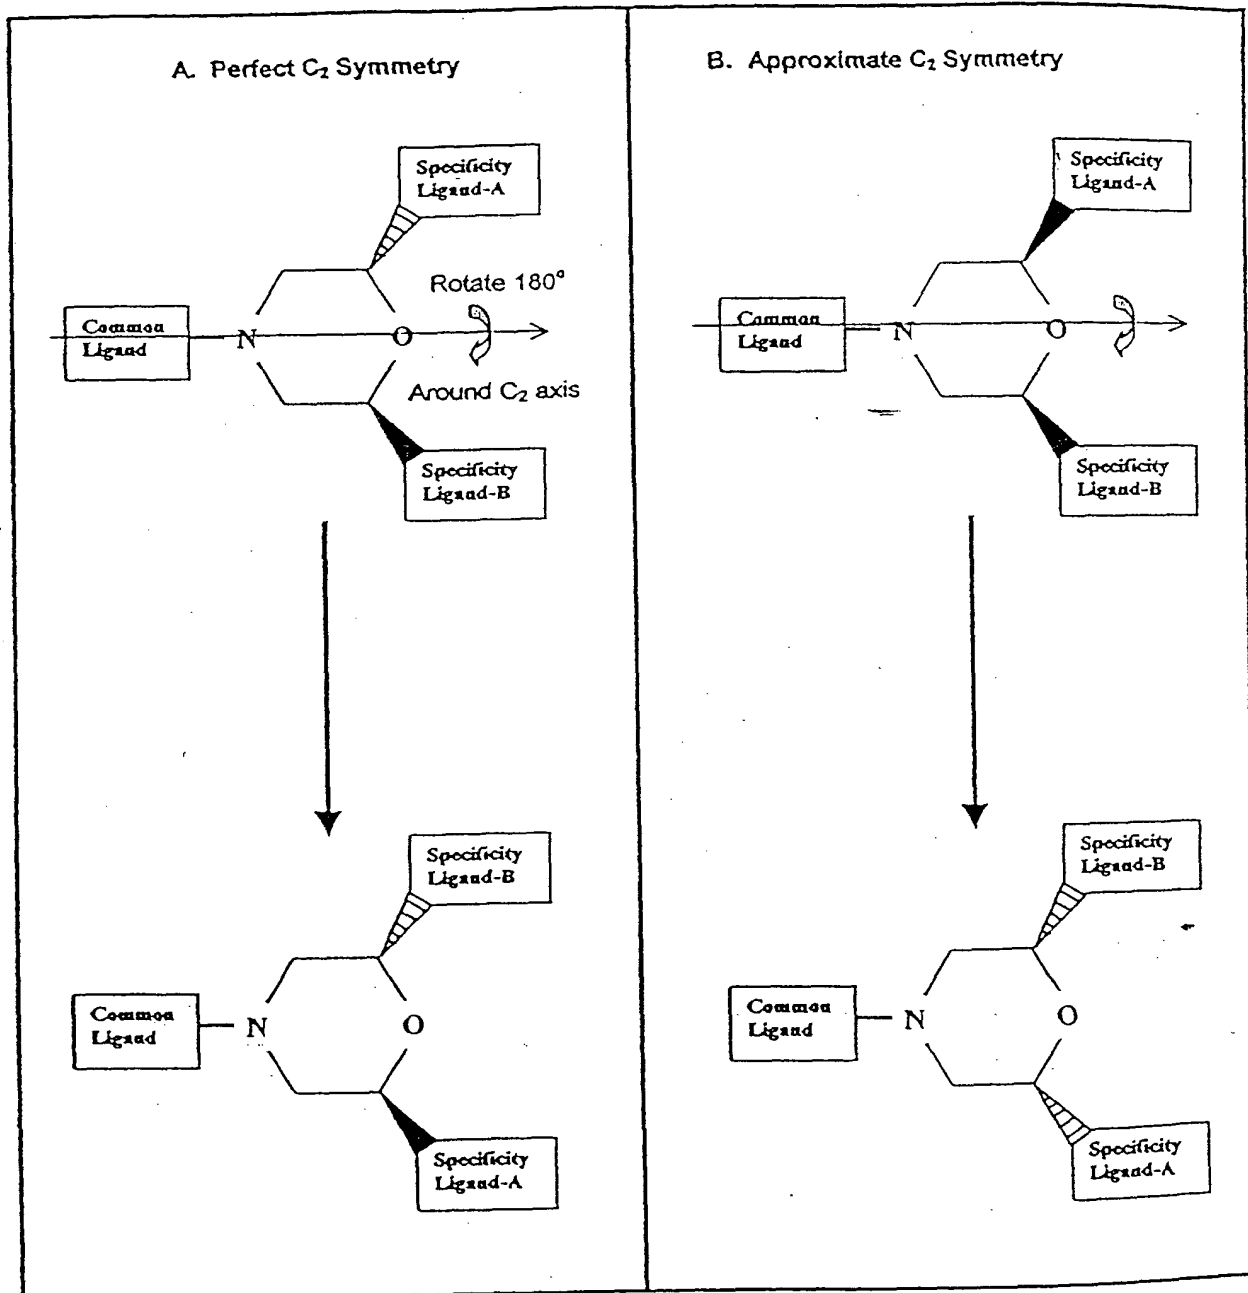 A. Perfect C₂ Symmetry
Specificity
Ligand-A
Rotate 180°
Common
Ligand
N
O
Around C₂ axis
Specificity
Ligand-B
Specificity
Ligand-B
Common
Ligand
N
O
Specificity
Ligand-A
B. Approximate C₂ Symmetry
Specificity
Ligand-A
Common
Ligand
N
O
Specificity
Ligand-B
Specificity
Ligand-B
Common
Ligand
N
O
Specificity
Ligand-A